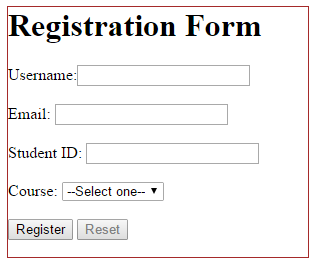 Registration Form
Username:
Email:
Student ID:
Course: --Select one--
Register Reset